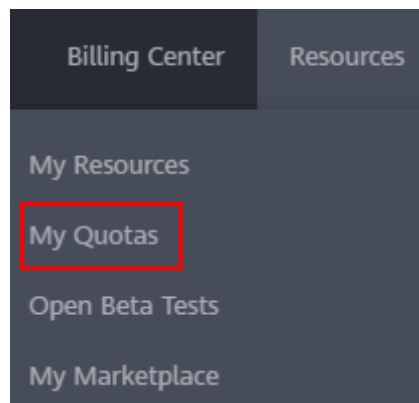 Billing Center Resources
My Resources
My Quotas
Open Beta Tests
My Marketplace